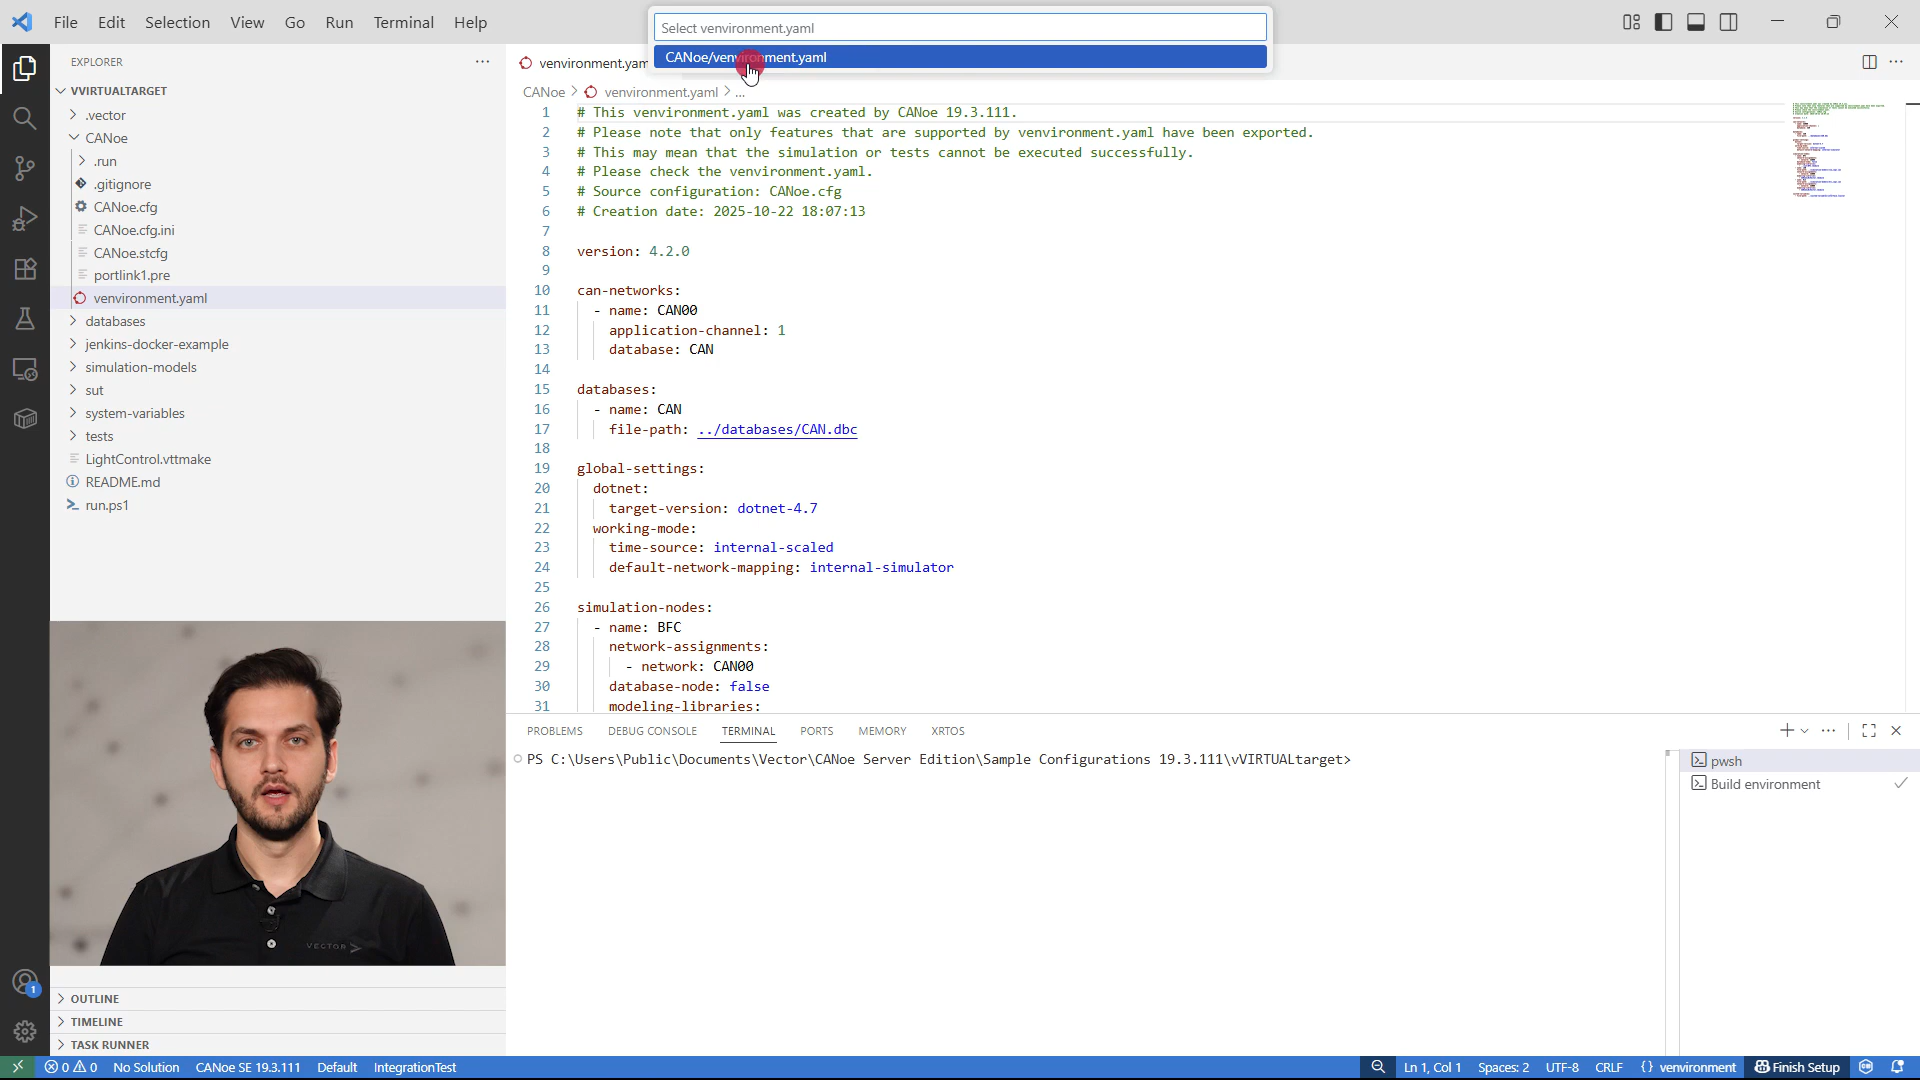 File Edit Selection View Go Run Terminal Help
Select venvironment.yaml
CANoe/venvironment.yaml
EXPLORER
venvironment.yam
VVIRTUALTARGET
CANoe > venvironment.yaml > ...
.vector
CANoe
.run
.gitignore
CANoe.cfg
CANoe.cfg.ini
CANoe.stcfg
portlink1.pre
venvironment.yaml
databases
jenkins-docker-example
simulation-models
sut
system-variables
tests
LightControl.vttmake
README.md
run.ps1
1 # This venvironment.yaml was created by CANoe 19.3.111.
2 # Please note that only features that are supported by venvironment.yaml have been exported.
3 # This may mean that the simulation or tests cannot be executed successfully.
4 # Please check the venvironment.yaml.
5 # Source configuration: CANoe.cfg
6 # Creation date: 2025-10-22 18:07:13
7
8 version: 4.2.0
9
10 can-networks:
11 - name: CAN00
12 application-channel: 1
13 database: CAN
14
15 databases:
16 - name: CAN
17 file-path: ../databases/CAN.dbc
18
19 global-settings:
20 dotnet:
21 target-version: dotnet-4.7
22 working-mode:
23 time-source: internal-scaled
24 default-network-mapping: internal-simulator
25
26 simulation-nodes:
27 - name: BFC
28 network-assignments:
29 - network: CAN00
30 database-node: false
31 modeling-libraries:
PROBLEMS DEBUG CONSOLE TERMINAL PORTS MEMORY XRTOS
PS C:\Users\Public\Documents\Vector\CANoe Server Edition\Sample Configurations 19.3.111\vVIRTUALtarget>
pwsh
Build environment
VECTOR
OUTLINE
TIMELINE
TASK RUNNER
1
0 0 No Solution CANoe SE 19.3.111 Default IntegrationTest
Ln 1, Col 1 Spaces: 2 UTF-8 CRLF {} venvironment Finish Setup